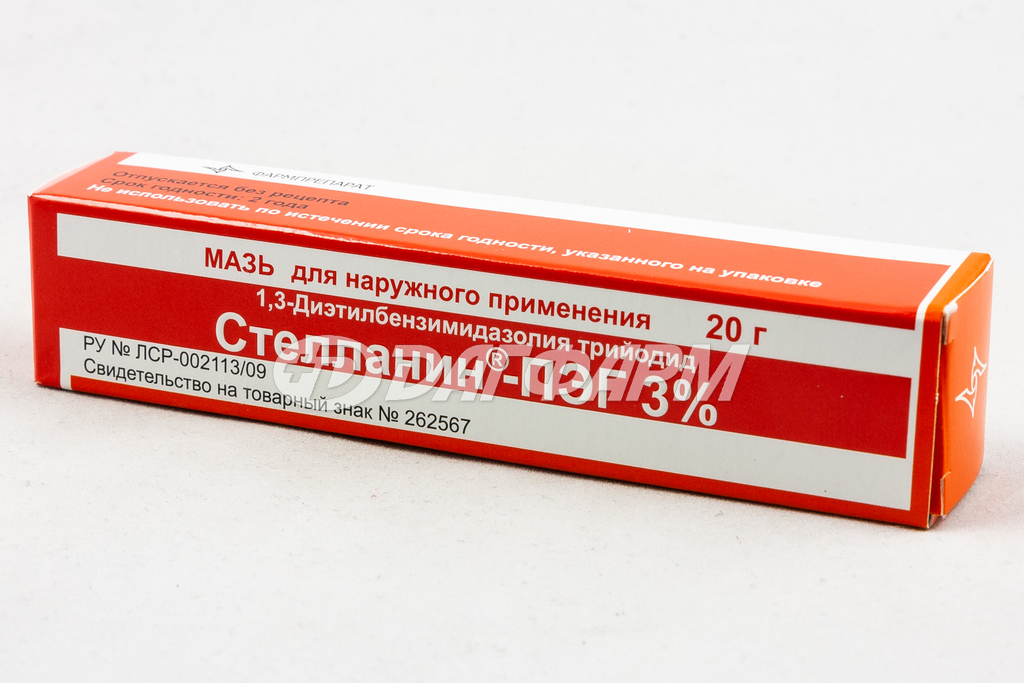 ФАРМПРЕПАРАТ
Отпускается без рецепта
Срок годности: 2 года
Не использовать по истечении срока годности, указанного на упаковке
МАЗЬ для наружного применения 20 г
1,3-Диэтилбензимидазолия трийодид
Стелланин®-ПЭГ 3%
РУ № ЛСР-002113/09
Свидетельство на товарный знак № 262567